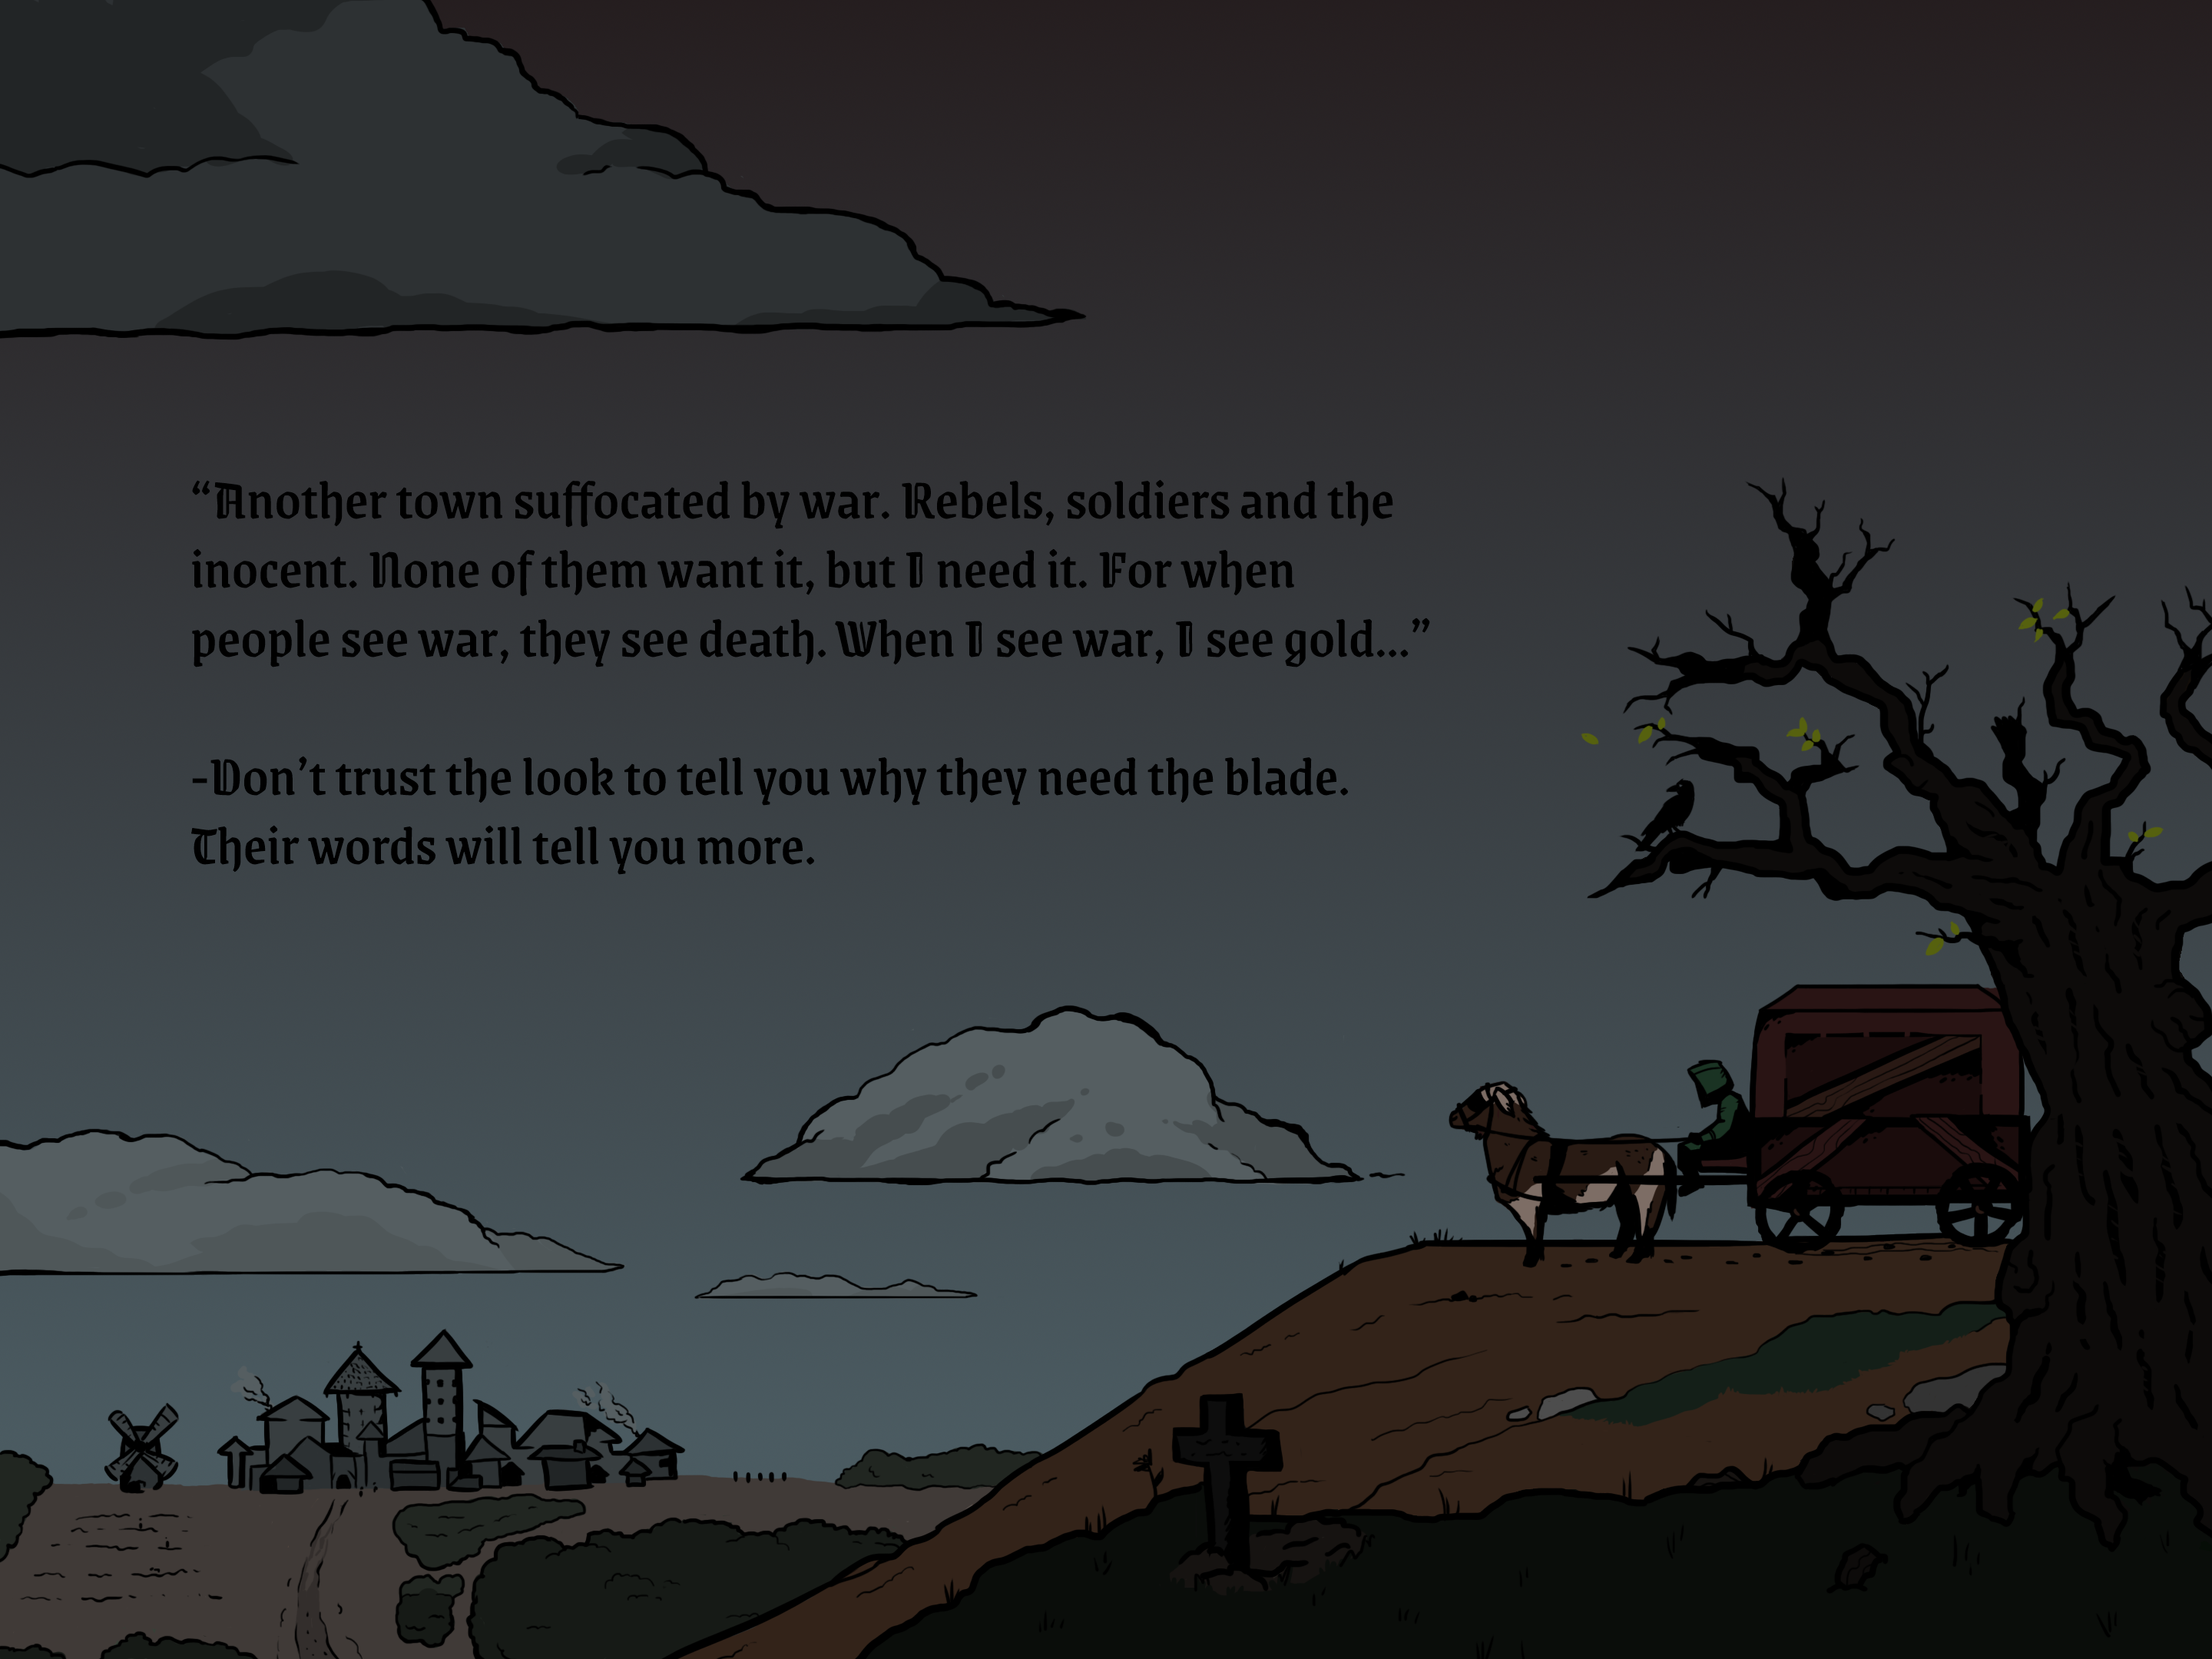 “Another town suffocated by war. Rebels, soldiers and the
inocent. None of them want it, but I need it. For when
people see war, they see death. When I see war, I see gold...”
-Don't trust the look to tell you why they need the blade.
Their words will tell you more.